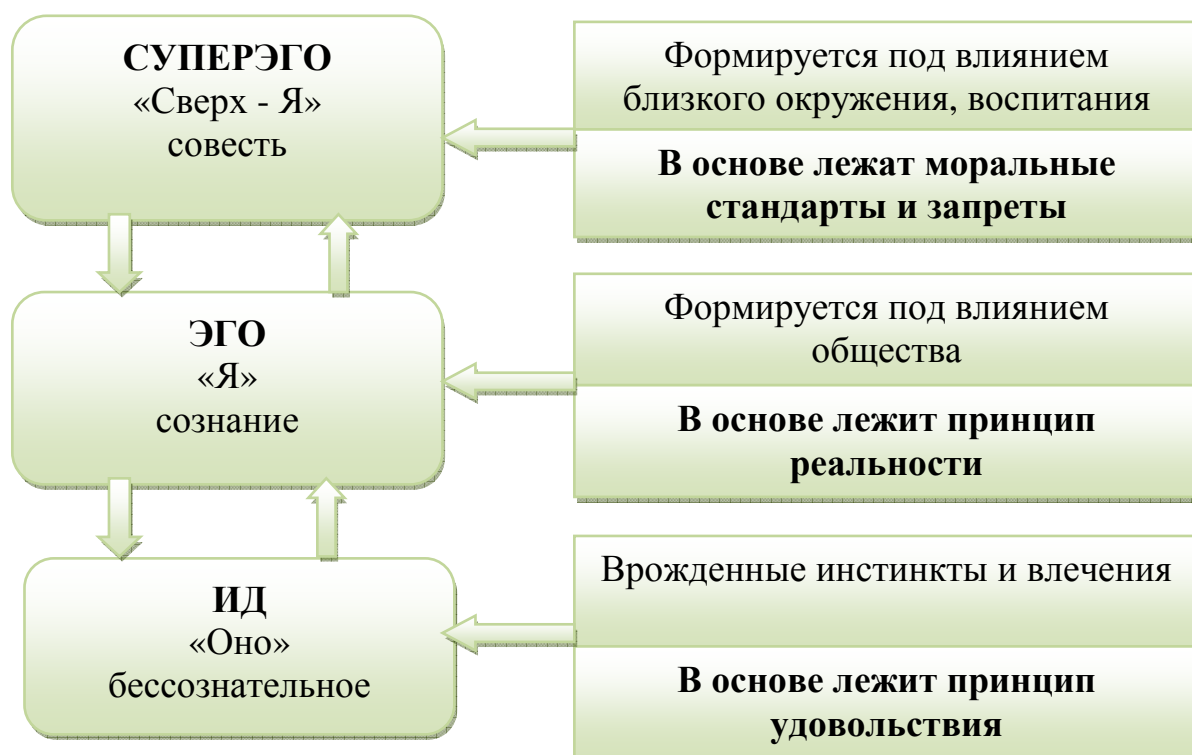 СУПЕРЭГО
«Сверх - Я»
совесть
Формируется под влиянием
близкого окружения, воспитания
В основе лежат моральные
стандарты и запреты
ЭГО
«Я»
сознание
Формируется под влиянием
общества
В основе лежит принцип
реальности
ИД
«Оно»
бессознательное
Врожденные инстинкты и влечения
В основе лежит принцип
удовольствия